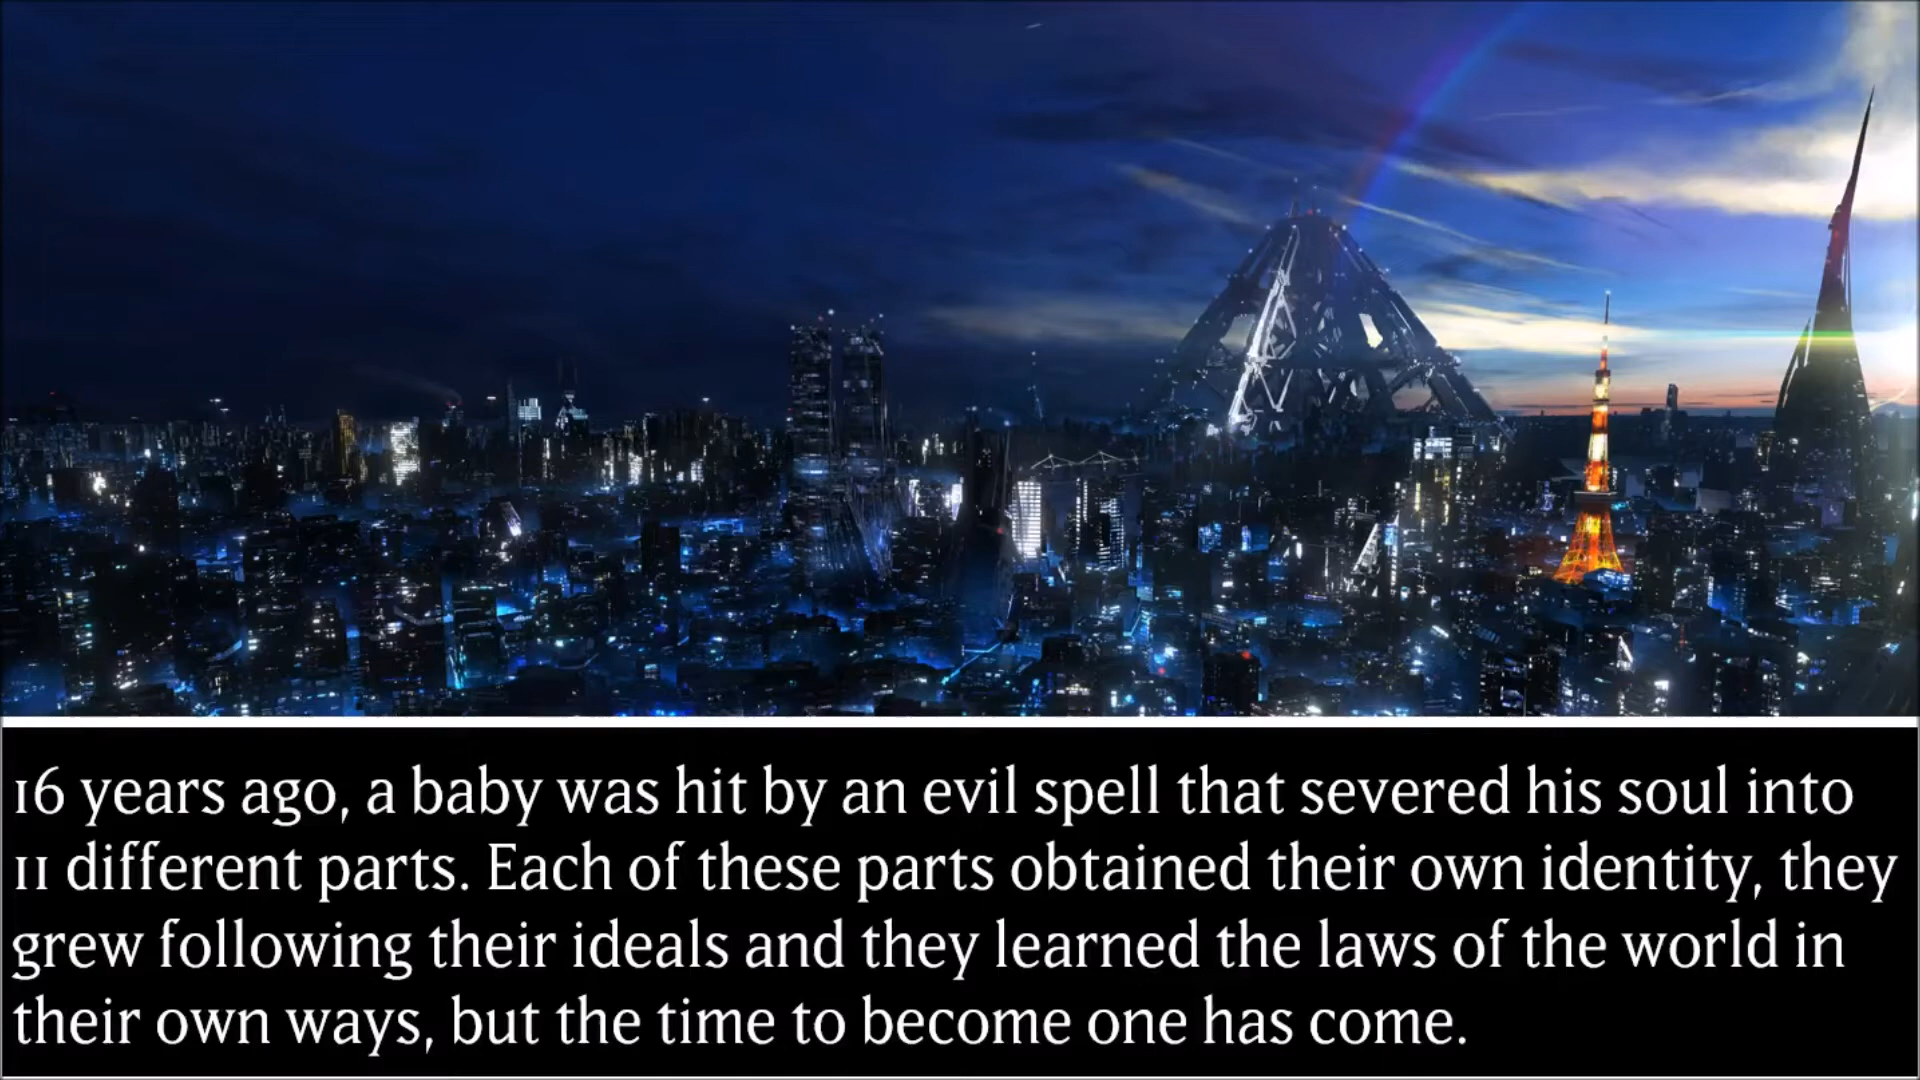 16 years ago, a baby was hit by an evil spell that severed his soul into
11 different parts. Each of these parts obtained their own identity, they
grew following their ideals and they learned the laws of the world in
their own ways, but the time to become one has come.